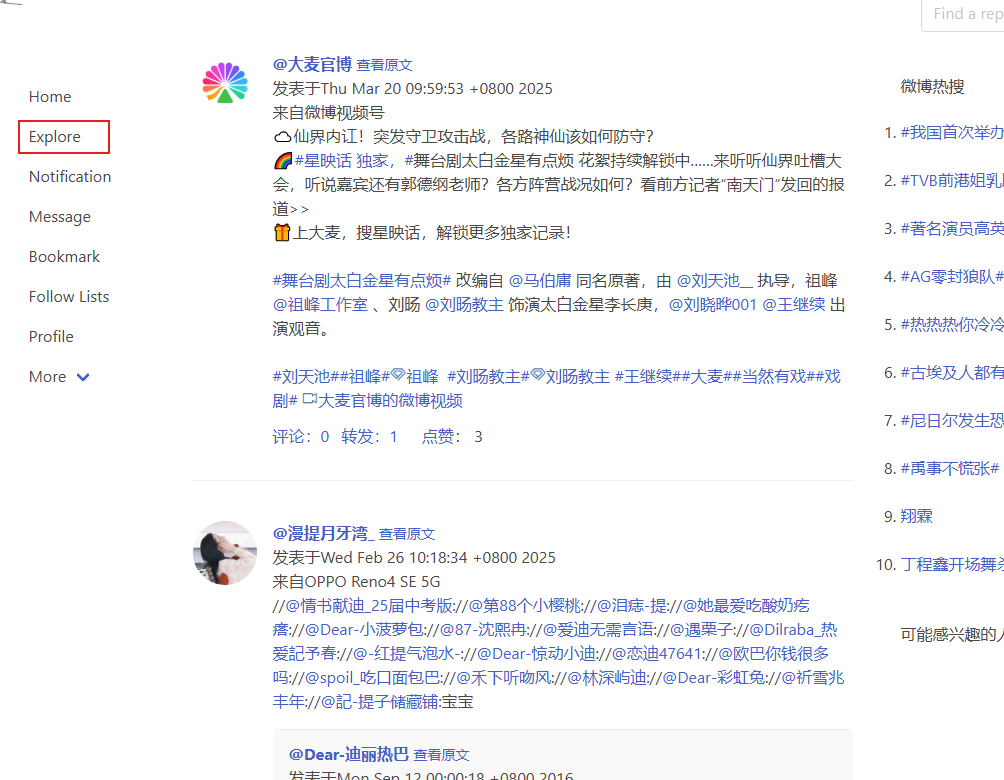 Find a rep
Home
Explore
Notification
Message
Bookmark
Follow Lists
Profile
More
@大麦官博 查看原文
发表于Thu Mar 20 09:59:53 +0800 2025
来自微博视频号
仙界内讧！突发守卫攻击战，各路神仙该如何防守？
#星映话 独家，#舞台剧太白金星有点烦 花絮持续解锁中......来听听仙界吐槽大
会，听说嘉宾还有郭德纲老师？各方阵营战况如何？看前方记者“南天门”发回的报
道>>
上大麦，搜星映话，解锁更多独家记录！
#舞台剧太白金星有点烦# 改编自 @马伯庸 同名原著，由 @刘天池__ 执导，祖峰
@祖峰工作室 、刘旸 @刘旸教主 饰演太白金星李长庚，@刘晓晔001 @王继续 出
演观音。
#刘天池##祖峰#祖峰 #刘旸教主#刘旸教主 #王继续##大麦##当然有戏##戏
剧# 大麦官博的微博视频
评论：0 转发：1 点赞： 3
@漫提月牙湾_ 查看原文
发表于Wed Feb 26 10:18:34 +0800 2025
来自OPPO Reno4 SE 5G
//@情书献迪_25届中考版://@第88个小樱桃://@泪痣-提://@她最爱吃酸奶疙
瘩://@Dear-小菠萝包://@87-沈熙冉://@爱迪无需言语://@遇栗子://@Dilraba_热
爱記予春://@-红提气泡水-://@Dear-惊动小迪://@恋迪47641://@欧巴你钱很多
吗://@spoil_吃口面包巴://@禾下听吻风://@林深屿迪://@Dear-彩虹兔://@祈雪兆
丰年://@記-提子储藏铺:宝宝
@Dear-迪丽热巴 查看原文
发表于Mon Sep 12 00:00:18 +0800 2016
微博热搜
1. #我国首次举办
2. #TVB前港姐乳
3. #著名演员高英
4. #AG零封狼队#
5. #热热热你冷冷
6. #古埃及人都有
7. #尼日尔发生恐
8. #禹事不慌张#
9. 翔霖
10. 丁程鑫开场舞
可能感兴趣的人